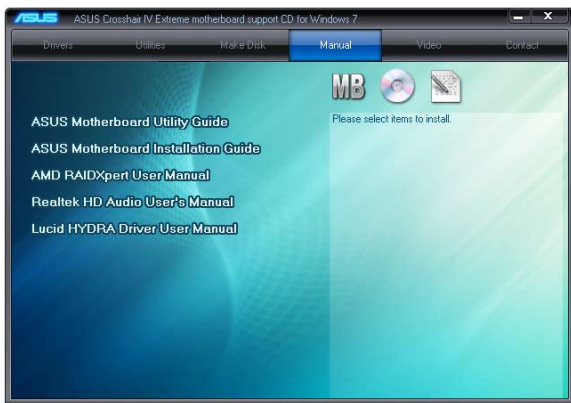 ASUS ASUS Crosshair IV Extreme motherboard support CD for Windows 7
Drivers Utilities Make Disk Manual Video Contact
MB
Please select items to install.
ASUS Motherboard Utility Guide
ASUS Motherboard Installation Guide
AMD RAIDXpert User Manual
Realtek HD Audio User's Manual
Lucid HYDRA Driver User Manual